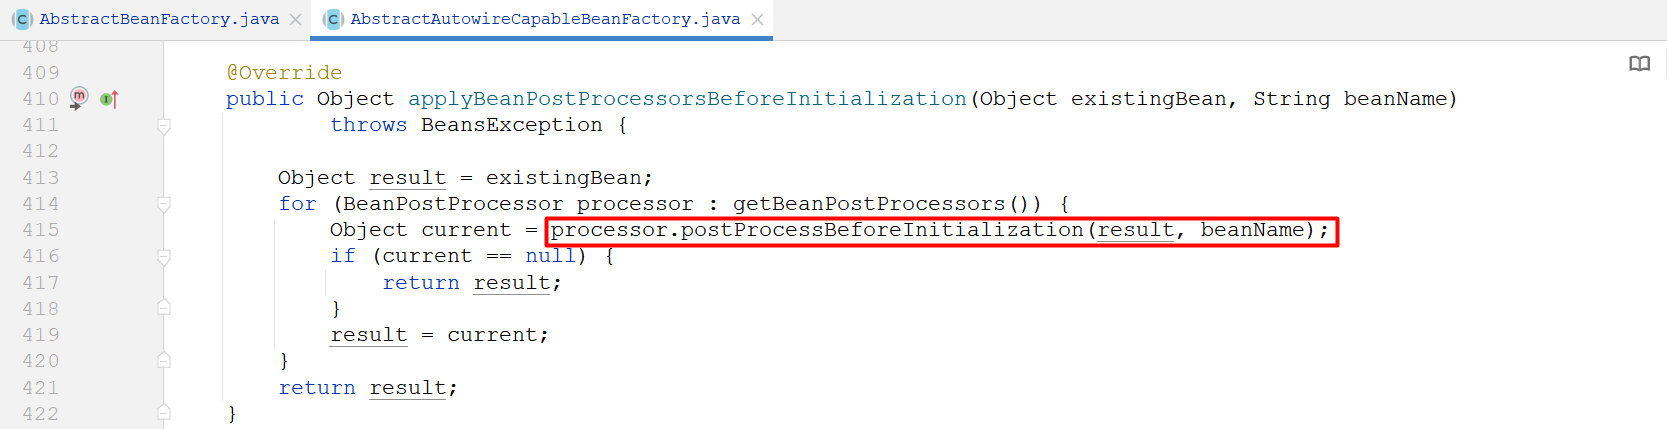 AbstractBeanFactory.java
AbstractAutowireCapableBeanFactory.java
408
409 @Override
410 public Object applyBeanPostProcessorsBeforeInitialization(Object existingBean, String beanName)
411 throws BeansException {
412
413 Object result = existingBean;
414 for (BeanPostProcessor processor : getBeanPostProcessors()) {
415 Object current = processor.postProcessBeforeInitialization(result, beanName);
416 if (current == null) {
417 return result;
418 }
419 result = current;
420 }
421 return result;
422 }